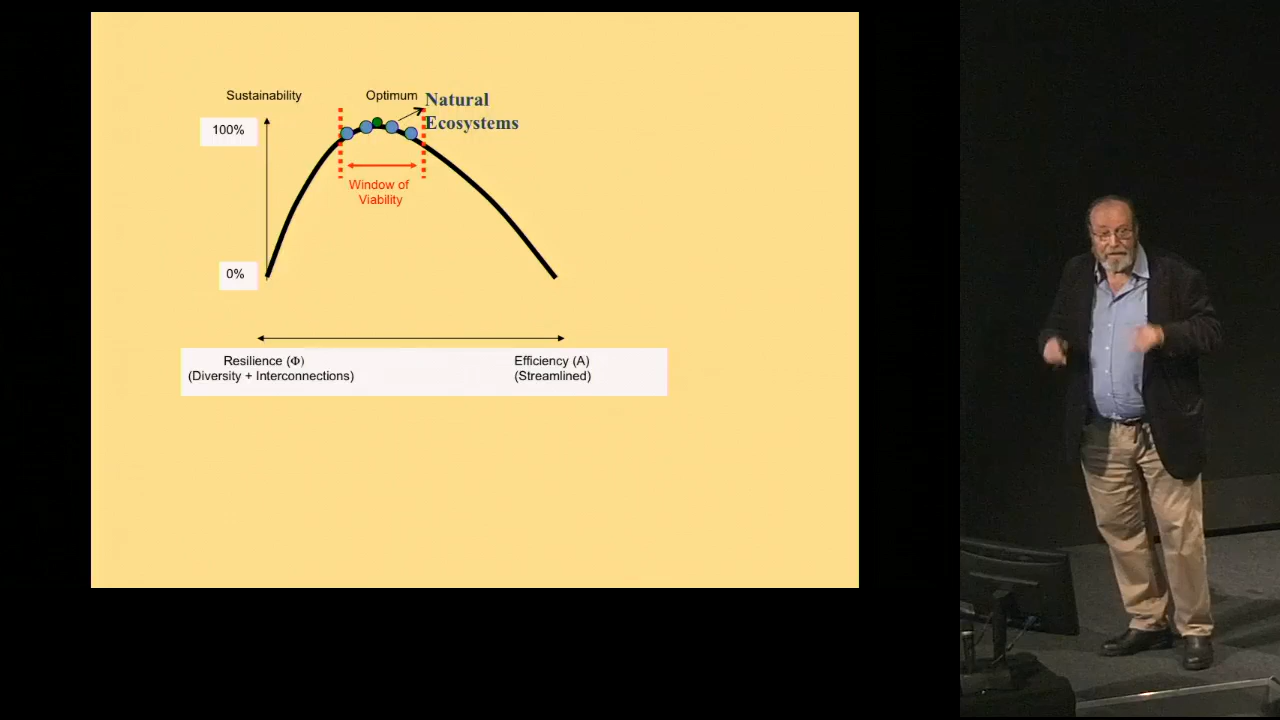 Sustainability
Optimum
Natural
Ecosystems
100%
Window of
Viability
0%
Resilience (Φ)
(Diversity + Interconnections)
Efficiency (A)
(Streamlined)